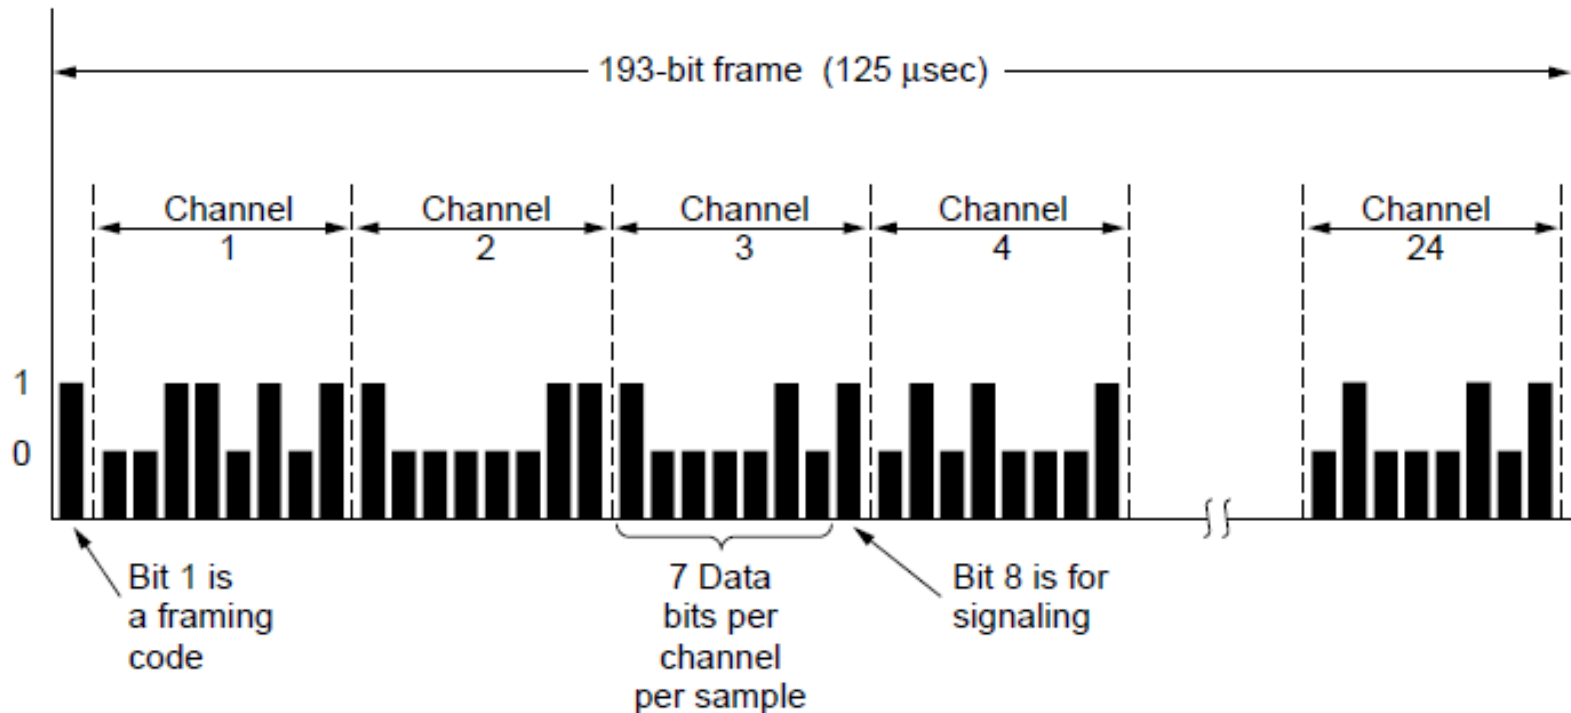 193-bit frame (125 μsec)
Channel
1
Channel
2
Channel
3
Channel
4
Channel
24
1
0
Bit 1 is
a framing
code
7 Data
bits per
channel
per sample
Bit 8 is for
signaling